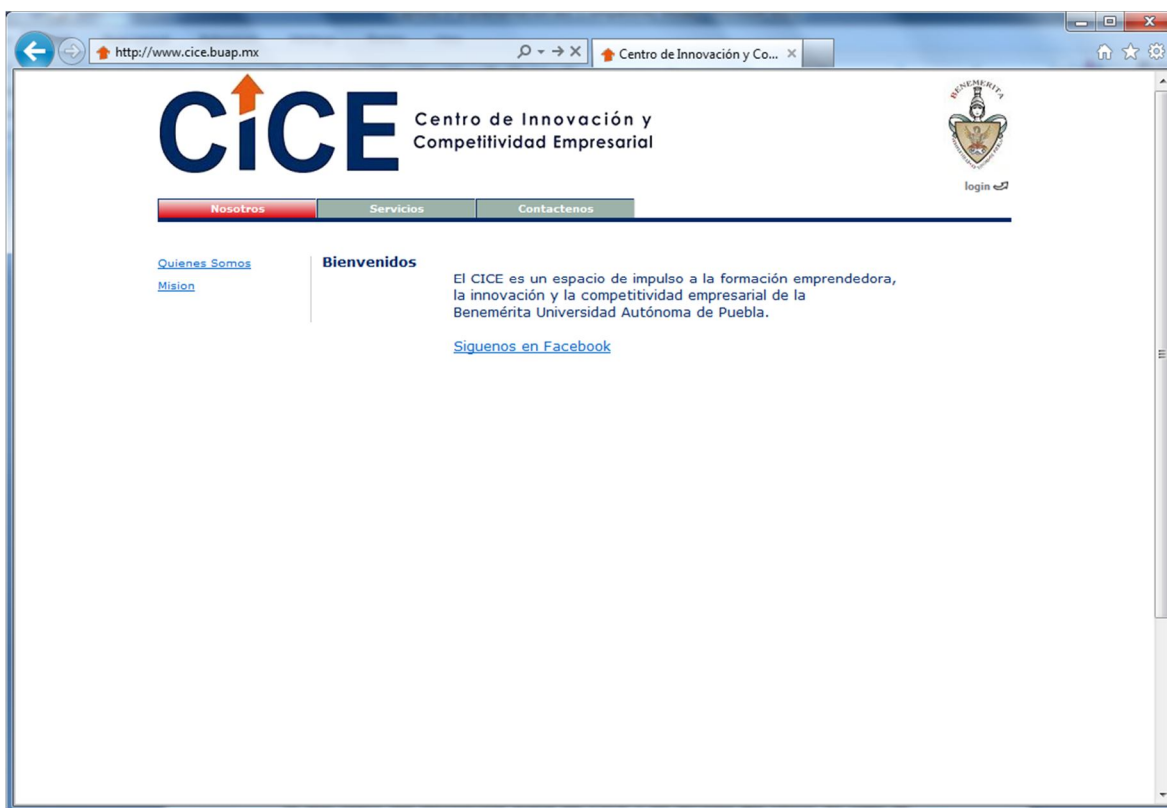 http://www.cice.buap.mx
Centro de Innovación y Co...
CiCE
Centro de Innovación y
Competitividad Empresarial
BENEMERITA
login
Nosotros Servicios Contactenos
Quienes Somos
Mision
Bienvenidos
El CICE es un espacio de impulso a la formación emprendedora,
la innovación y la competitividad empresarial de la
Benemérita Universidad Autónoma de Puebla.
Siguenos en Facebook